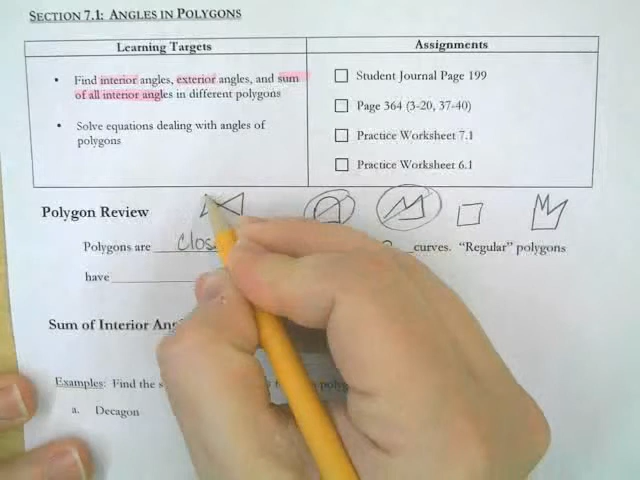 SECTION 7.1: ANGLES IN POLYGONS
Learning Targets
• Find interior angles, exterior angles, and sum
of all interior angles in different polygons
• Solve equations dealing with angles of
polygons
Assignments
Student Journal Page 199
Page 364 (3-20, 37-40)
Practice Worksheet 7.1
Practice Worksheet 6.1
Polygon Review
Polygons are curves. "Regular" polygons
have
Sum of Interior
Examples: Find the
a. Decagon